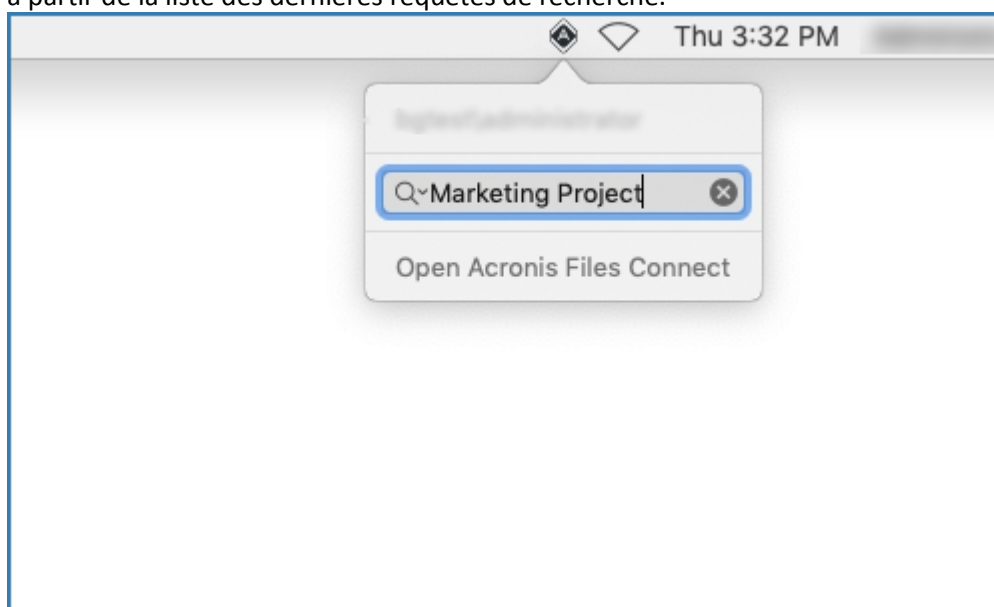 à partir de la liste des dernières requêtes de recherche.
Thu 3:32 PM
Marketing Project
Open Acronis Files Connect